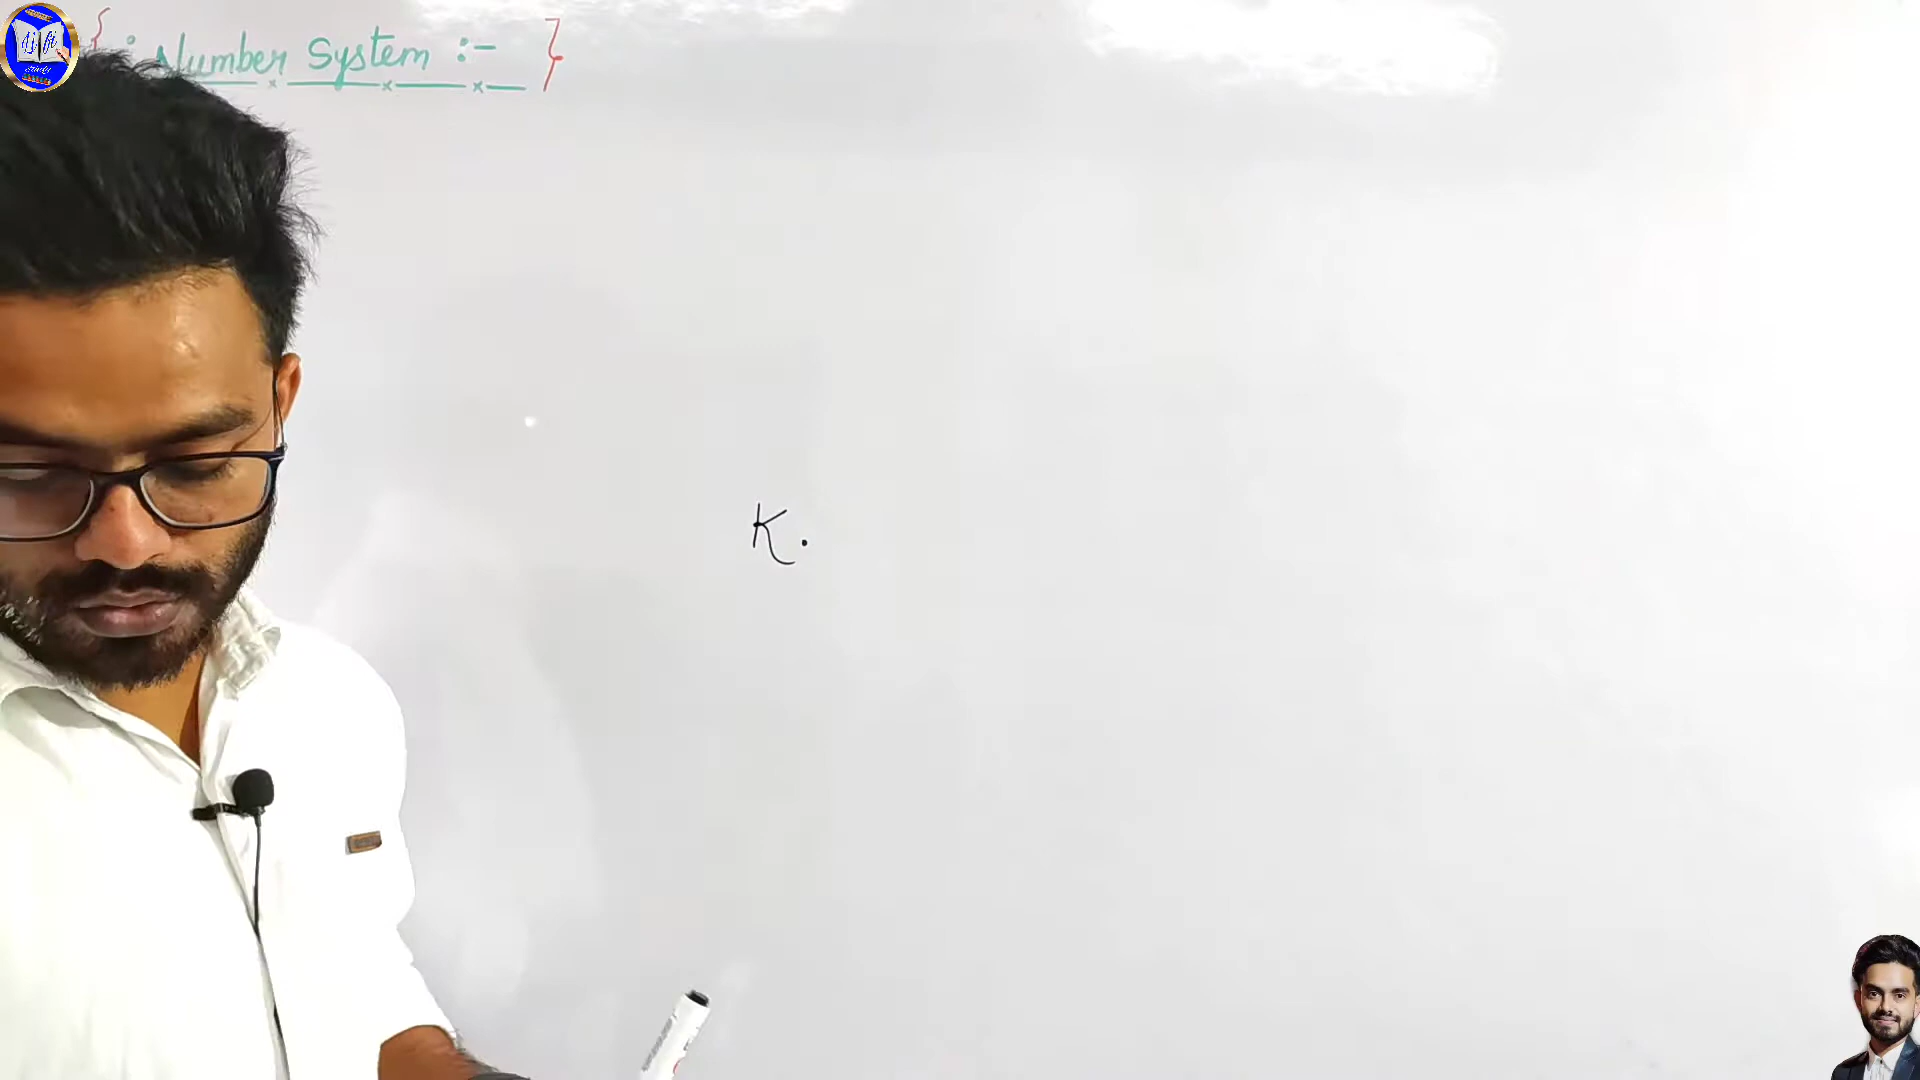 { : Number System :- }
K.